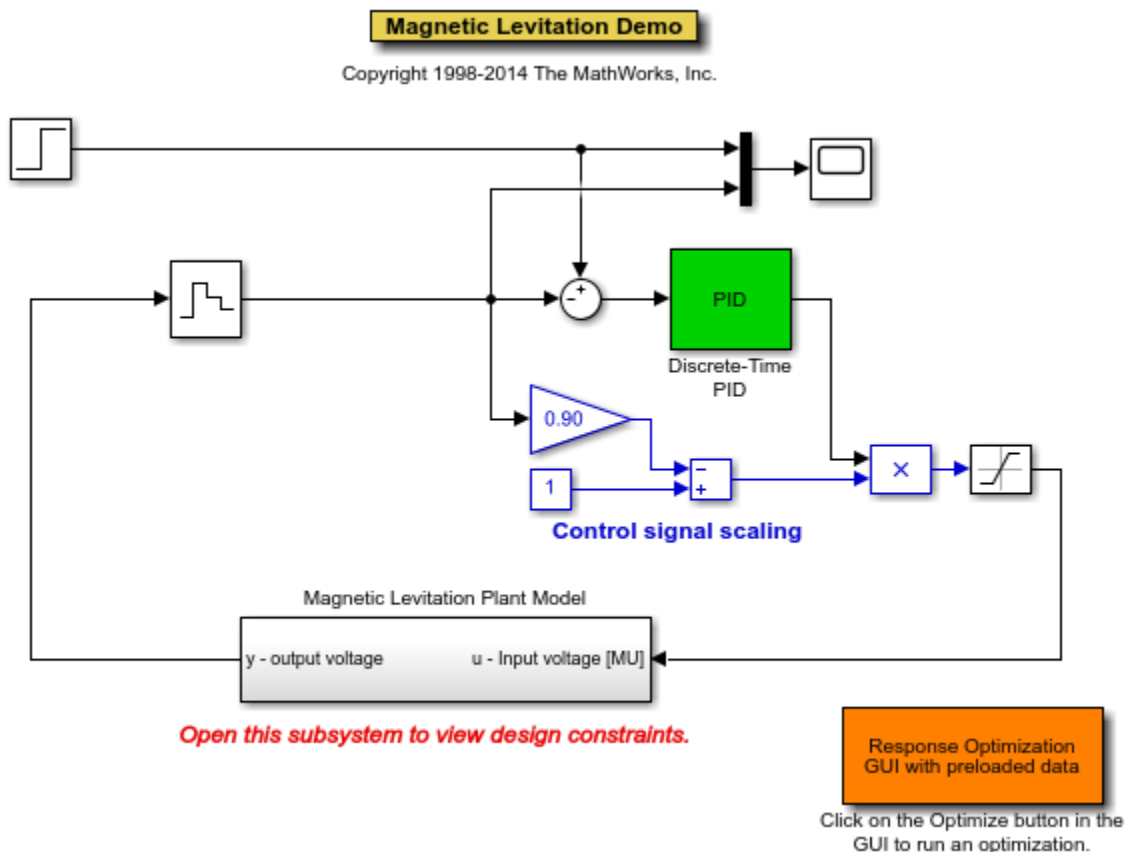 Magnetic Levitation Demo
Copyright 1998-2014 The MathWorks, Inc.
- +
PID
Discrete-Time
PID
0.90
−
+
1
×
Control signal scaling
Magnetic Levitation Plant Model
y - output voltage
u - Input voltage [MU]
Open this subsystem to view design constraints.
Response Optimization
GUI with preloaded data
Click on the Optimize button in the
GUI to run an optimization.